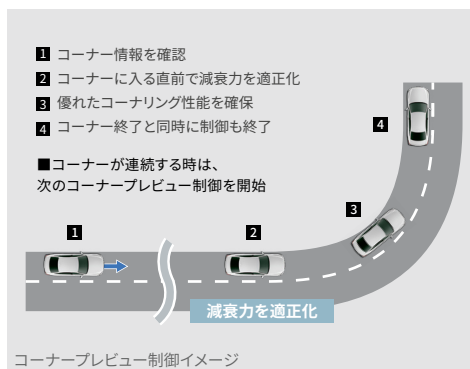 1 コーナー情報を確認
2 コーナーに入る直前で減衰力を適正化
3 優れたコーナリング性能を確保
4 コーナー終了と同時に制御も終了
■コーナーが連続する時は、
次のコーナープレビュー制御を開始
4
3
1
2
減衰力を適正化
コーナープレビュー制御イメージ